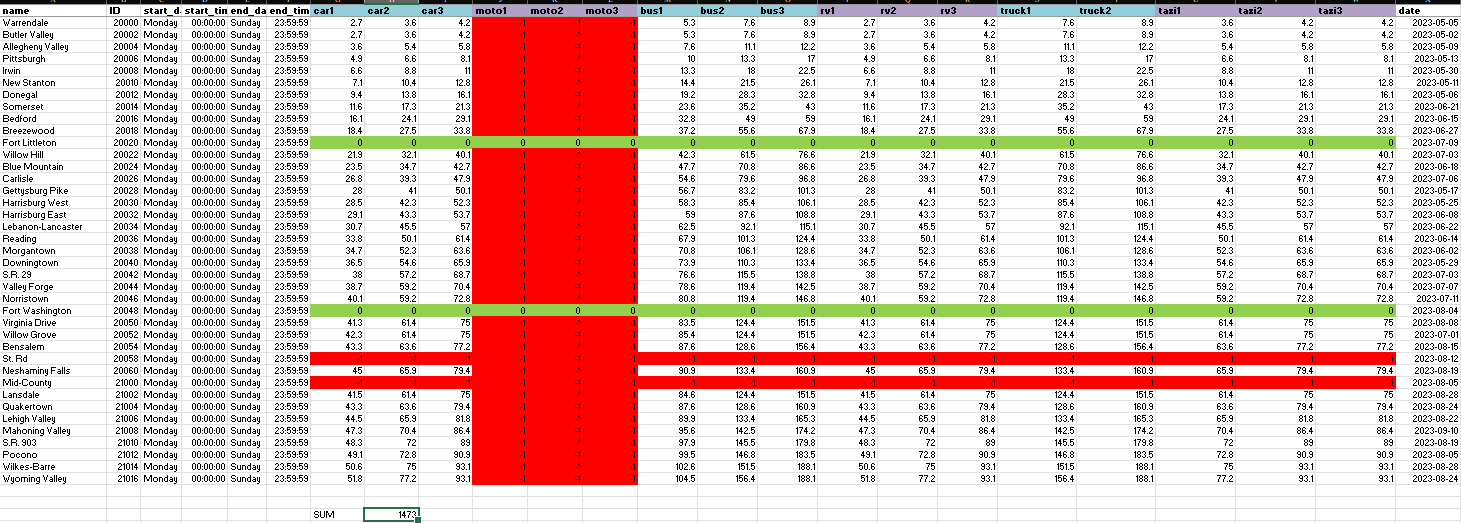 name ID start_d start_tim end_da end_tim car1 car2 car3 moto1 moto2 moto3 bus1 bus2 bus3 rv1 rv2 rv3 truck1 truck2 taxi1 taxi2 taxi3 date
Warrendale 20000 Monday 00:00:00 Sunday 23:59:59 2.7 3.6 4.2 -1 -1 -1 5.3 7.6 8.9 2.7 3.6 4.2 7.6 8.9 3.6 4.2 4.2 2023-05-05
Butler Valley 20002 Monday 00:00:00 Sunday 23:59:59 2.7 3.6 4.2 -1 -1 -1 5.3 7.6 8.9 2.7 3.6 4.2 7.6 8.9 3.6 4.2 4.2 2023-05-02
Allegheny Valley 20004 Monday 00:00:00 Sunday 23:59:59 3.6 5.4 5.8 -1 -1 -1 7.6 11.1 12.2 3.6 5.4 5.8 11.1 12.2 5.4 5.8 5.8 2023-05-09
Pittsburgh 20006 Monday 00:00:00 Sunday 23:59:59 4.9 6.6 8.1 -1 -1 -1 10 13.3 17 4.9 6.6 8.1 13.3 17 6.6 8.1 8.1 2023-05-13
Irwin 20008 Monday 00:00:00 Sunday 23:59:59 6.6 8.8 11 -1 -1 -1 13.3 18 22.5 6.6 8.8 11 18 22.5 8.8 11 11 2023-05-30
New Stanton 20010 Monday 00:00:00 Sunday 23:59:59 7.1 10.4 12.8 -1 -1 -1 14.4 21.5 26.1 7.1 10.4 12.8 21.5 26.1 10.4 12.8 12.8 2023-05-11
Donegal 20012 Monday 00:00:00 Sunday 23:59:59 9.4 13.8 16.1 -1 -1 -1 19.2 28.3 32.8 9.4 13.8 16.1 28.3 32.8 13.8 16.1 16.1 2023-05-06
Somerset 20014 Monday 00:00:00 Sunday 23:59:59 11.6 17.3 21.3 -1 -1 -1 23.6 35.2 43 11.6 17.3 21.3 35.2 43 17.3 21.3 21.3 2023-06-21
Bedford 20016 Monday 00:00:00 Sunday 23:59:59 16.1 24.1 29.1 -1 -1 -1 32.8 49 59 16.1 24.1 29.1 49 59 24.1 29.1 29.1 2023-06-15
Breezewood 20018 Monday 00:00:00 Sunday 23:59:59 18.4 27.5 33.8 -1 -1 -1 37.2 55.6 67.9 18.4 27.5 33.8 55.6 67.9 27.5 33.8 33.8 2023-06-27
Fort Littleton 20020 Monday 00:00:00 Sunday 23:59:59 0 0 0 0 0 0 0 0 0 0 0 0 0 0 0 0 0 2023-07-09
Willow Hill 20022 Monday 00:00:00 Sunday 23:59:59 21.9 32.1 40.1 -1 -1 -1 42.3 61.5 76.6 21.9 32.1 40.1 61.5 76.6 32.1 40.1 40.1 2023-07-03
Blue Mountain 20024 Monday 00:00:00 Sunday 23:59:59 23.5 34.7 42.7 -1 -1 -1 47.7 70.8 86.6 23.5 34.7 42.7 70.8 86.6 34.7 42.7 42.7 2023-06-18
Carlisle 20026 Monday 00:00:00 Sunday 23:59:59 26.8 39.3 47.9 -1 -1 -1 54.6 79.6 96.8 26.8 39.3 47.9 79.6 96.8 39.3 47.9 47.9 2023-07-06
Gettysburg Pike 20028 Monday 00:00:00 Sunday 23:59:59 28 41 50.1 -1 -1 -1 56.7 83.2 101.3 28 41 50.1 83.2 101.3 41 50.1 50.1 2023-05-17
Harrisburg West 20030 Monday 00:00:00 Sunday 23:59:59 28.5 42.3 52.3 -1 -1 -1 58.3 85.4 106.1 28.5 42.3 52.3 85.4 106.1 42.3 52.3 52.3 2023-05-25
Harrisburg East 20032 Monday 00:00:00 Sunday 23:59:59 29.1 43.3 53.7 -1 -1 -1 59 87.6 108.8 29.1 43.3 53.7 87.6 108.8 43.3 53.7 53.7 2023-06-08
Lebanon-Lancaster 20034 Monday 00:00:00 Sunday 23:59:59 30.7 45.5 57 -1 -1 -1 62.5 92.1 115.1 30.7 45.5 57 92.1 115.1 45.5 57 57 2023-06-22
Reading 20036 Monday 00:00:00 Sunday 23:59:59 33.8 50.1 61.4 -1 -1 -1 67.9 101.3 124.4 33.8 50.1 61.4 101.3 124.4 50.1 61.4 61.4 2023-06-14
Morgantown 20038 Monday 00:00:00 Sunday 23:59:59 34.7 52.3 63.6 -1 -1 -1 70.8 106.1 128.6 34.7 52.3 63.6 106.1 128.6 52.3 63.6 63.6 2023-06-02
Downingtown 20040 Monday 00:00:00 Sunday 23:59:59 36.5 54.6 65.9 -1 -1 -1 73.9 110.3 133.4 36.5 54.6 65.9 110.3 133.4 54.6 65.9 65.9 2023-05-29
S.R. 29 20042 Monday 00:00:00 Sunday 23:59:59 38 57.2 68.7 -1 -1 -1 76.6 115.5 138.8 38 57.2 68.7 115.5 138.8 57.2 68.7 68.7 2023-07-03
Valley Forge 20044 Monday 00:00:00 Sunday 23:59:59 38.7 59.2 70.4 -1 -1 -1 78.6 119.4 142.5 38.7 59.2 70.4 119.4 142.5 59.2 70.4 70.4 2023-07-07
Norristown 20046 Monday 00:00:00 Sunday 23:59:59 40.1 59.2 72.8 -1 -1 -1 80.8 119.4 146.8 40.1 59.2 72.8 119.4 146.8 59.2 72.8 72.8 2023-07-11
Fort Washington 20048 Monday 00:00:00 Sunday 23:59:59 0 0 0 0 0 0 0 0 0 0 0 0 0 0 0 0 0 2023-08-04
Virginia Drive 20050 Monday 00:00:00 Sunday 23:59:59 41.3 61.4 75 -1 -1 -1 83.5 124.4 151.5 41.3 61.4 75 124.4 151.5 61.4 75 75 2023-08-08
Willow Grove 20052 Monday 00:00:00 Sunday 23:59:59 42.3 61.4 75 -1 -1 -1 85.4 124.4 151.5 42.3 61.4 75 124.4 151.5 61.4 75 75 2023-07-01
Bensalem 20054 Monday 00:00:00 Sunday 23:59:59 43.3 63.6 77.2 -1 -1 -1 87.6 128.6 156.4 43.3 63.6 77.2 128.6 156.4 63.6 77.2 77.2 2023-08-15
St. Rd 20058 Monday 00:00:00 Sunday 23:59:59 -1 -1 -1 -1 -1 -1 -1 -1 -1 -1 -1 -1 -1 -1 -1 -1 -1 2023-08-12
Neshaminy Falls 20060 Monday 00:00:00 Sunday 23:59:59 45 65.9 79.4 -1 -1 -1 90.9 133.4 160.9 45 65.9 79.4 133.4 160.9 65.9 79.4 79.4 2023-08-19
Mid-County 21000 Monday 00:00:00 Sunday 23:59:59 -1 -1 -1 -1 -1 -1 -1 -1 -1 -1 -1 -1 -1 -1 -1 -1 -1 2023-08-05
Lansdale 21002 Monday 00:00:00 Sunday 23:59:59 41.5 61.4 75 -1 -1 -1 84.6 124.4 151.5 41.5 61.4 75 124.4 151.5 61.4 75 75 2023-08-28
Quakertown 21004 Monday 00:00:00 Sunday 23:59:59 43.3 63.6 79.4 -1 -1 -1 87.6 128.6 160.9 43.3 63.6 79.4 128.6 160.9 63.6 79.4 79.4 2023-08-24
Lehigh Valley 21006 Monday 00:00:00 Sunday 23:59:59 44.5 65.9 81.8 -1 -1 -1 89.9 133.4 165.3 44.5 65.9 81.8 133.4 165.3 65.9 81.8 81.8 2023-08-22
Mahoning Valley 21008 Monday 00:00:00 Sunday 23:59:59 47.3 70.4 86.4 -1 -1 -1 95.6 142.5 174.2 47.3 70.4 86.4 142.5 174.2 70.4 86.4 86.4 2023-09-10
S.R. 903 21010 Monday 00:00:00 Sunday 23:59:59 48.3 72 89 -1 -1 -1 97.9 145.5 179.8 48.3 72 89 145.5 179.8 72 89 89 2023-08-19
Pocono 21012 Monday 00:00:00 Sunday 23:59:59 49.1 72.8 90.9 -1 -1 -1 99.5 146.8 183.5 49.1 72.8 90.9 146.8 183.5 72.8 90.9 90.9 2023-08-05
Wilkes-Barre 21014 Monday 00:00:00 Sunday 23:59:59 50.6 75 93.1 -1 -1 -1 102.6 151.5 188.1 50.6 75 93.1 151.5 188.1 75 93.1 93.1 2023-08-28
Wyoming Valley 21016 Monday 00:00:00 Sunday 23:59:59 51.8 77.2 93.1 -1 -1 -1 104.5 156.4 188.1 51.8 77.2 93.1 156.4 188.1 77.2 93.1 93.1 2023-08-24
SUM 1473